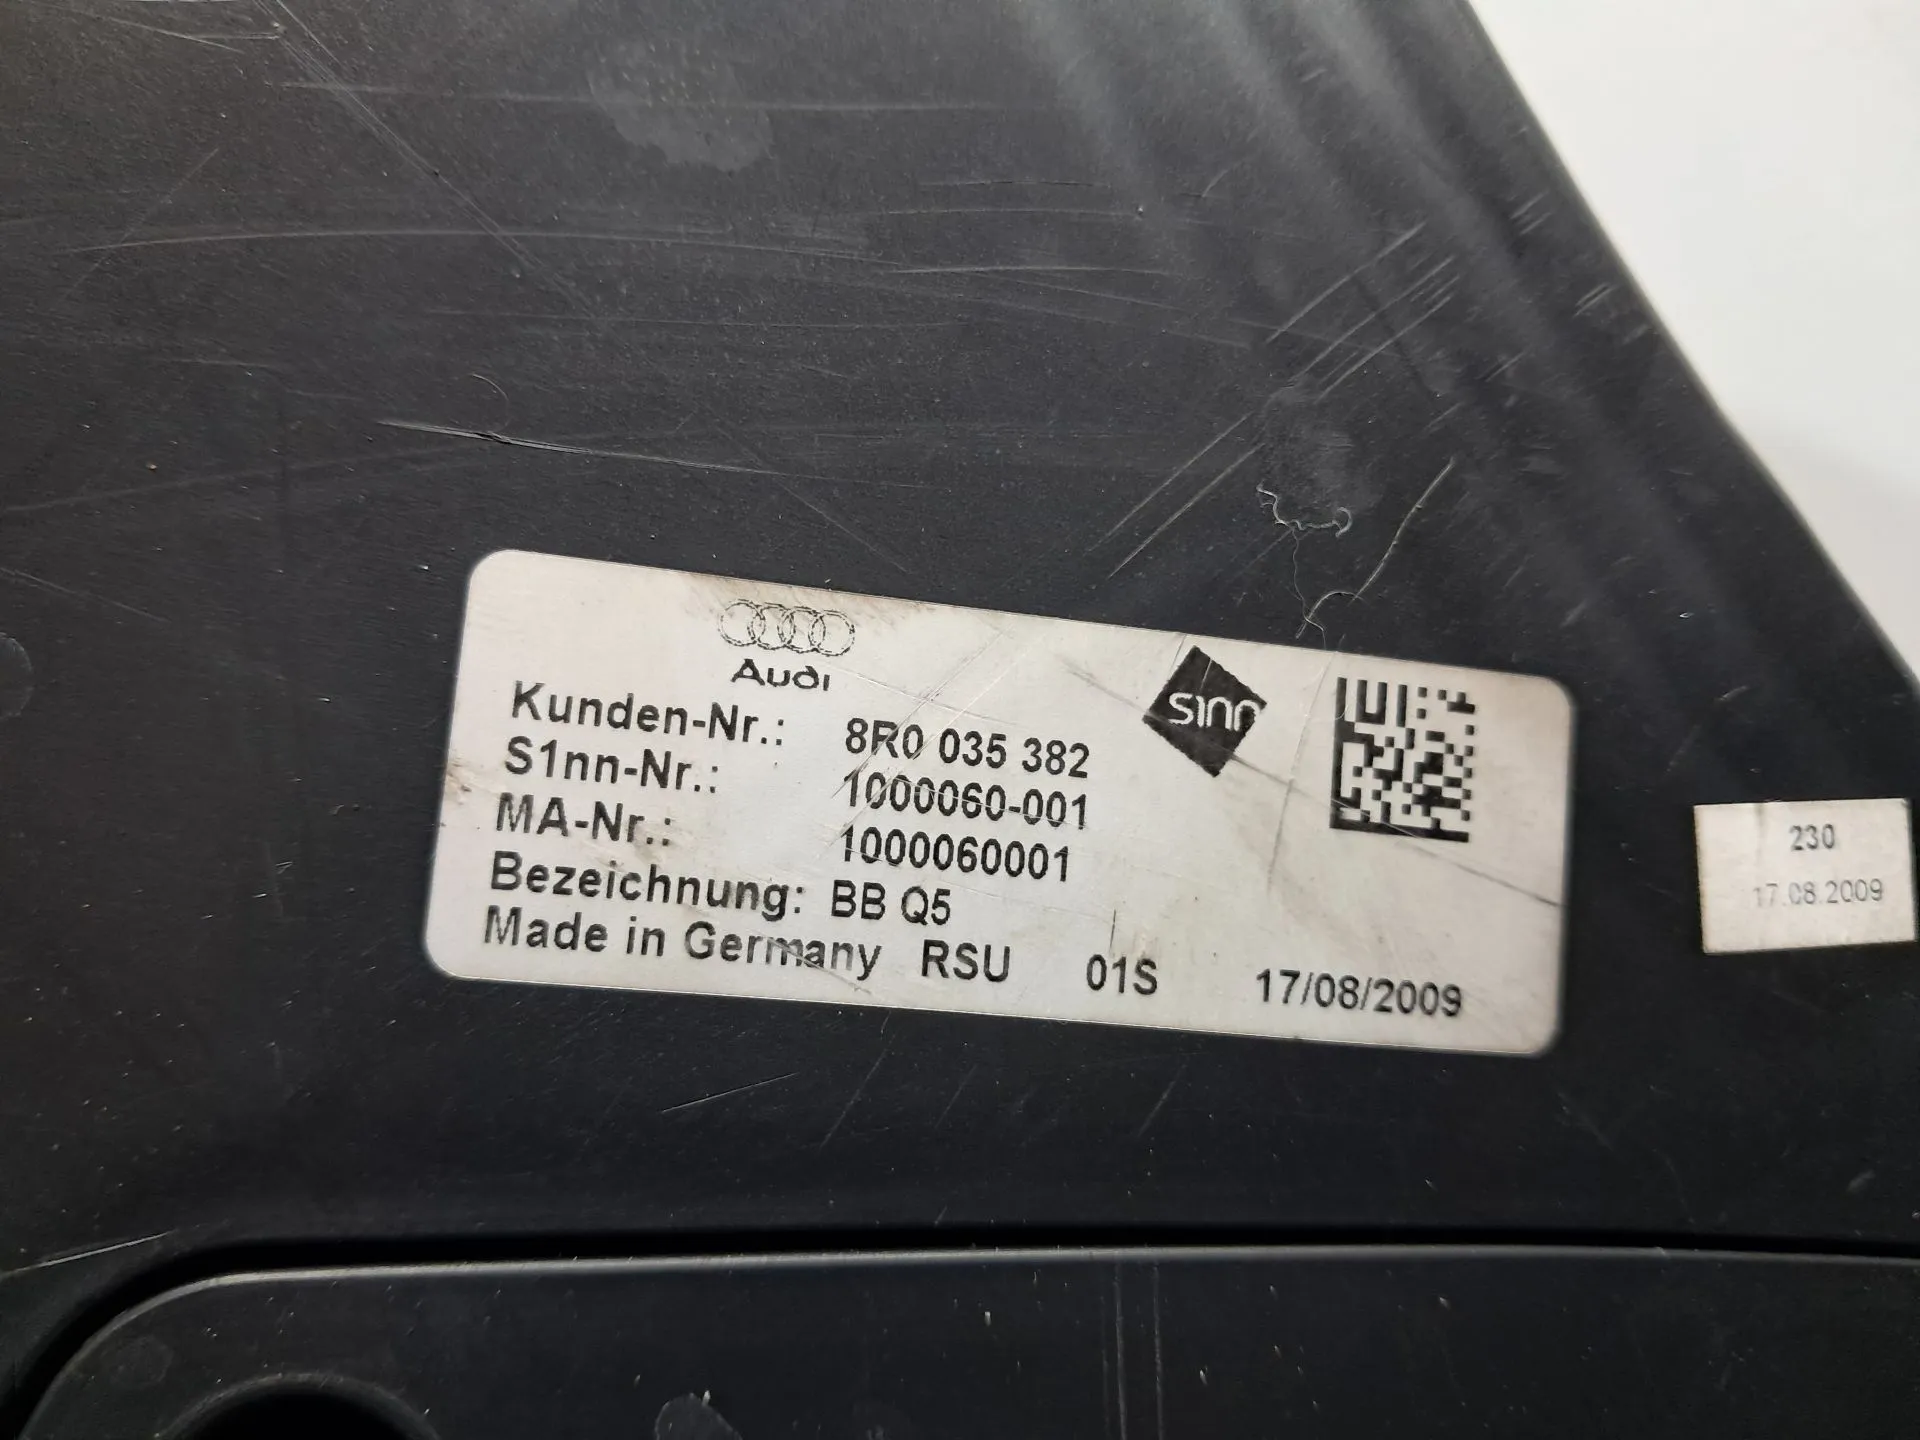 Audi
S1nn
Kunden-Nr.: 8R0 035 382
S1nn-Nr.: 1000060-001
MA-Nr.: 1000060001
Bezeichnung: BB Q5
Made in Germany RSU 01S 17/08/2009
230
17.08.2009